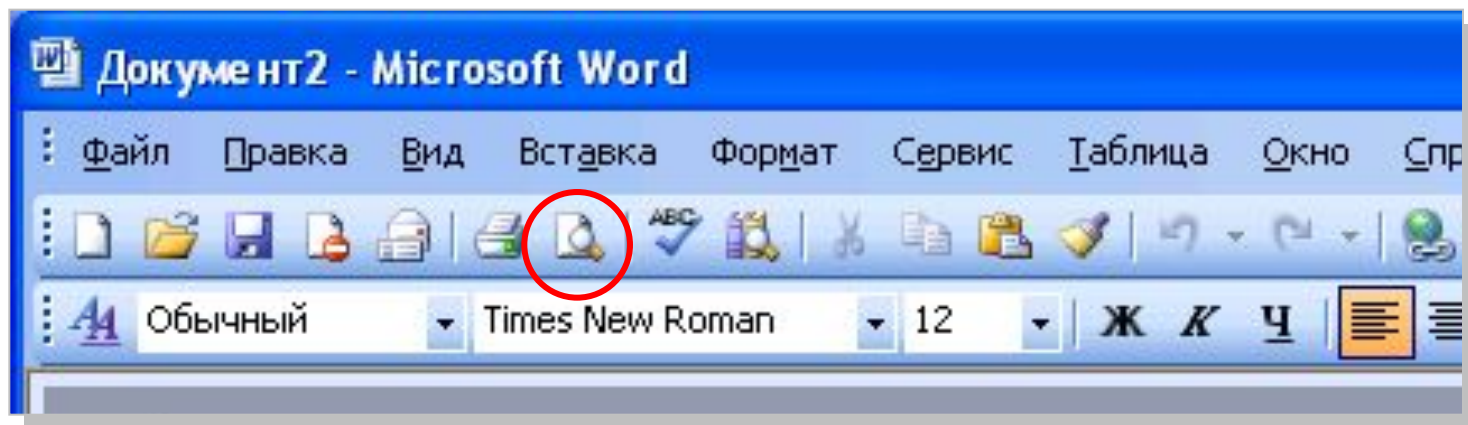 Документ2 - Microsoft Word
Файл Правка Вид Вставка Формат Сервис Таблица Окно Спр
ABC
Обычный Times New Roman 12 Ж К Ч